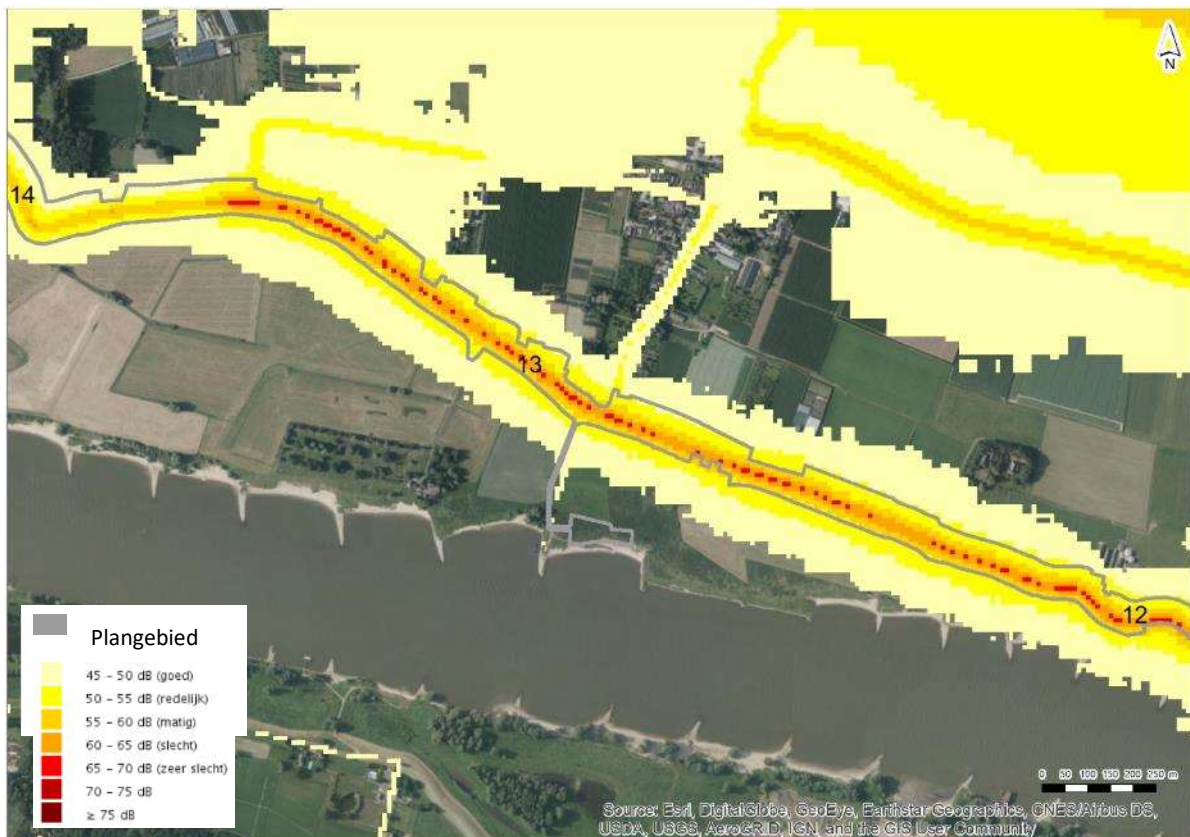 N
14
13
12
Plangebied
45 – 50 dB (goed)
50 – 55 dB (redelijk)
55 – 60 dB (matig)
60 – 65 dB (slecht)
65 – 70 dB (zeer slecht)
70 – 75 dB
≥ 75 dB
0 50 100 150 200 250 m
Source: Esri, DigitalGlobe, GeoEye, Earthstar Geographics, CNES/Airbus DS,
USDA, USGS, AeroGRID, IGN, and the GIS User Community